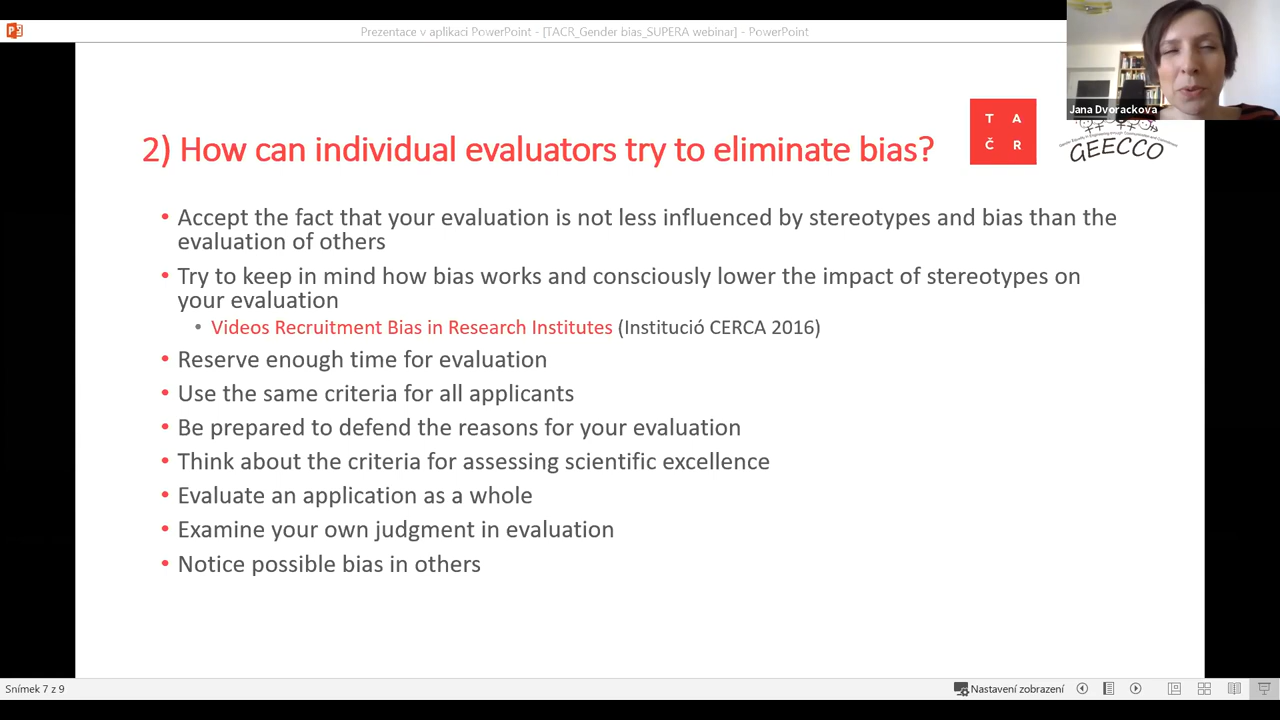 Prezentace v aplikaci PowerPoint - [TACR_Gender bias_SUPERA webinar] - PowerPoint
Jana Dvorackova
T A
Č R
GEECCO
2) How can individual evaluators try to eliminate bias?
• Accept the fact that your evaluation is not less influenced by stereotypes and bias than the
evaluation of others
• Try to keep in mind how bias works and consciously lower the impact of stereotypes on
your evaluation
• Videos Recruitment Bias in Research Institutes (Institució CERCA 2016)
• Reserve enough time for evaluation
• Use the same criteria for all applicants
• Be prepared to defend the reasons for your evaluation
• Think about the criteria for assessing scientific excellence
• Evaluate an application as a whole
• Examine your own judgment in evaluation
• Notice possible bias in others
Snímek 7 z 9
Nastavení zobrazení